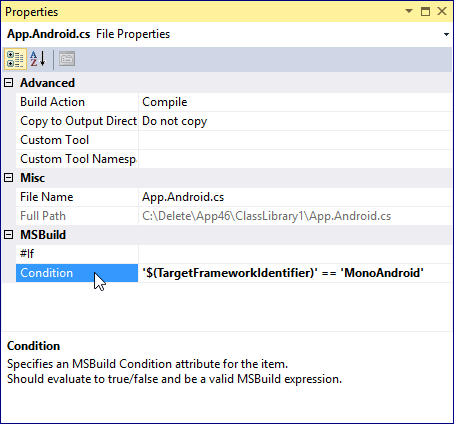 Properties
App.Android.cs File Properties
Advanced
Build Action Compile
Copy to Output Direct Do not copy
Custom Tool
Custom Tool Namespa
Misc
File Name App.Android.cs
Full Path C:\Delete\App46\ClassLibrary1\App.Android.cs
MSBuild
#If
Condition '$(TargetFrameworkIdentifier)' == 'MonoAndroid'
Condition
Specifies an MSBuild Condition attribute for the item.
Should evaluate to true/false and be a valid MSBuild expression.